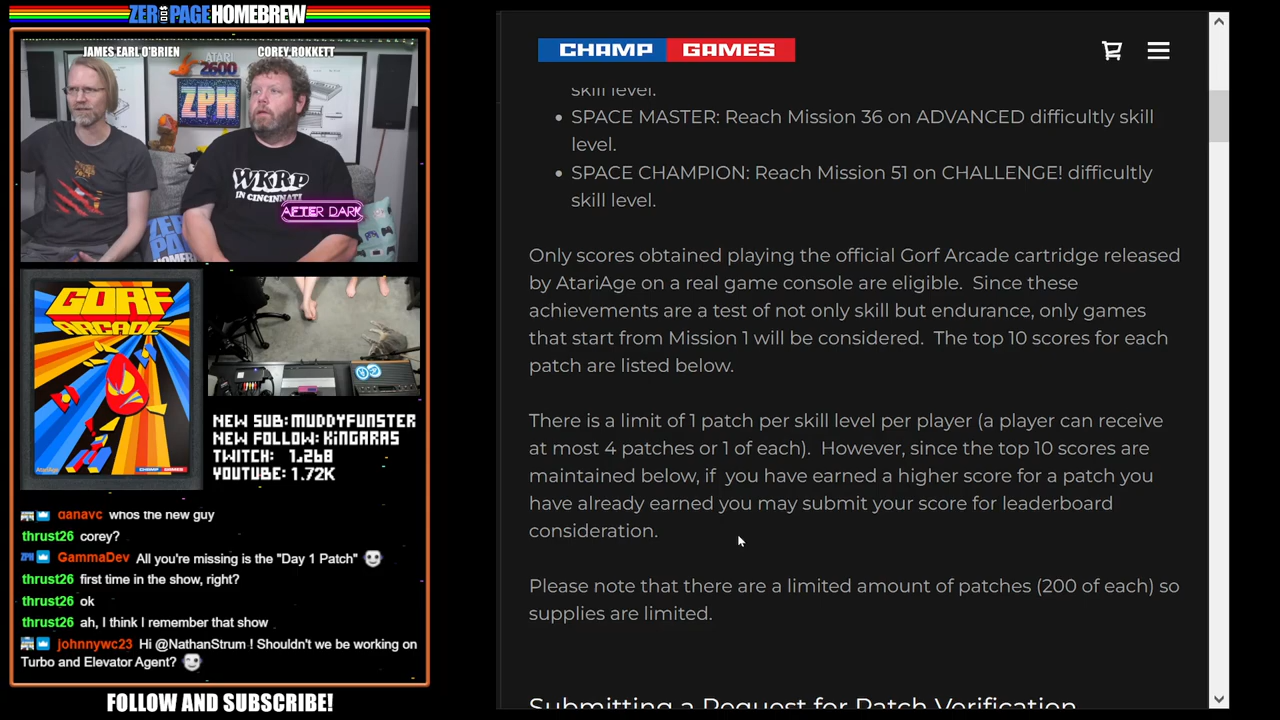 ZER PAGE HOMEBREW
JAMES EARL O'BRIEN
COREY ROKKETT
ATARI
2600
ZPH
WKRP
IN CINCINNATI
AFTER DARK
GORF
ARCADE
AtariAge
CHAMP GAMES
NEW SUB: MUDDYFUNSTER
NEW FOLLOW: KINGARAS
TWITCH: 1,268
YOUTUBE: 1.72K
danavc whos the new guy
thrust26 corey?
GammaDev All you're missing is the "Day 1 Patch"
thrust26 first time in the show, right?
thrust26 ok
thrust26 ah, I think I remember that show
johnnywc23 Hi @NathanStrum ! Shouldn't we be working on
Turbo and Elevator Agent?
FOLLOW AND SUBSCRIBE!
CHAMP GAMES
skill level.
• SPACE MASTER: Reach Mission 36 on ADVANCED difficultly skill
level.
• SPACE CHAMPION: Reach Mission 51 on CHALLENGE! difficultly
skill level.
Only scores obtained playing the official Gorf Arcade cartridge released
by AtariAge on a real game console are eligible. Since these
achievements are a test of not only skill but endurance, only games
that start from Mission 1 will be considered. The top 10 scores for each
patch are listed below.
There is a limit of 1 patch per skill level per player (a player can receive
at most 4 patches or 1 of each). However, since the top 10 scores are
maintained below, if you have earned a higher score for a patch you
have already earned you may submit your score for leaderboard
consideration.
Please note that there are a limited amount of patches (200 of each) so
supplies are limited.
Submitting a Request for Patch Verification